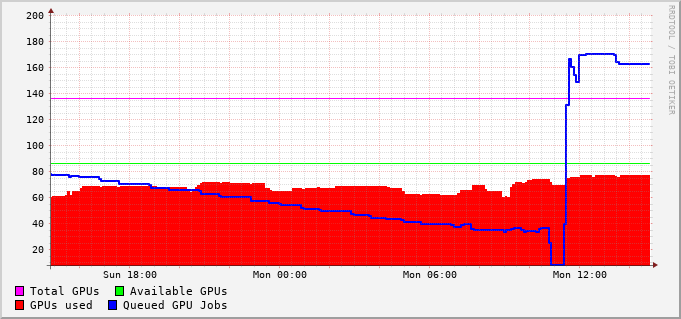 200
180
160
140
120
100
80
60
40
20
Sun 18:00 Mon 00:00 Mon 06:00 Mon 12:00
Total GPUs Available GPUs
GPUs used Queued GPU Jobs
RRDTOOL / TOBI OETIKER